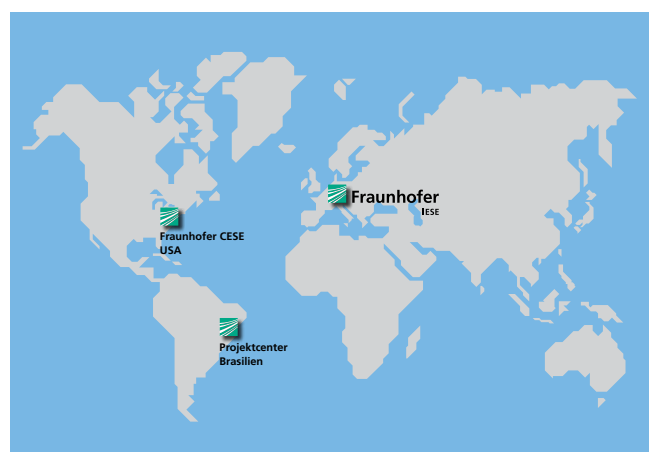 Fraunhofer
IESE
Fraunhofer CESE
USA
Projektcenter
Brasilien